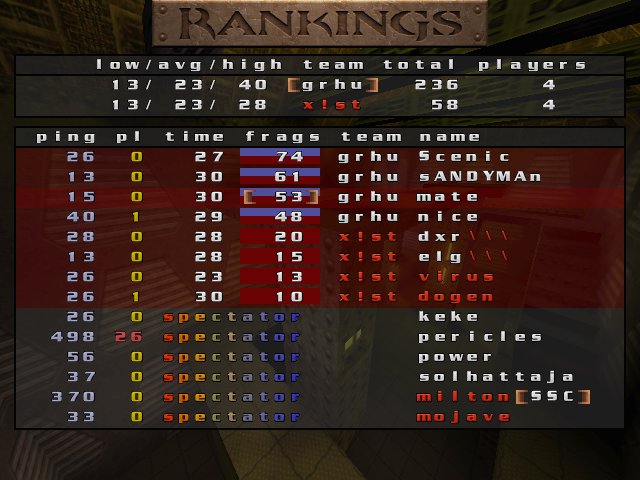 RANKINGS
low/avg/high team total players
13/ 23/ 40 [grhu] 236 4
13/ 23/ 28 x!st 58 4
ping pl time frags team name
26 0 27 74 grhu Scenic
13 0 30 61 grhu sANDYMAn
15 0 30 [ 53 ] grhu mate
40 1 29 48 grhu nice
28 0 28 20 x!st dxr\\\
13 0 28 15 x!st elg\\\
26 0 23 13 x!st virus
26 1 30 10 x!st dogen
26 0 spectator keke
498 26 spectator pericles
56 0 spectator power
37 0 spectator solhattaja
370 0 spectator milton[SSC]
33 0 spectator mojave